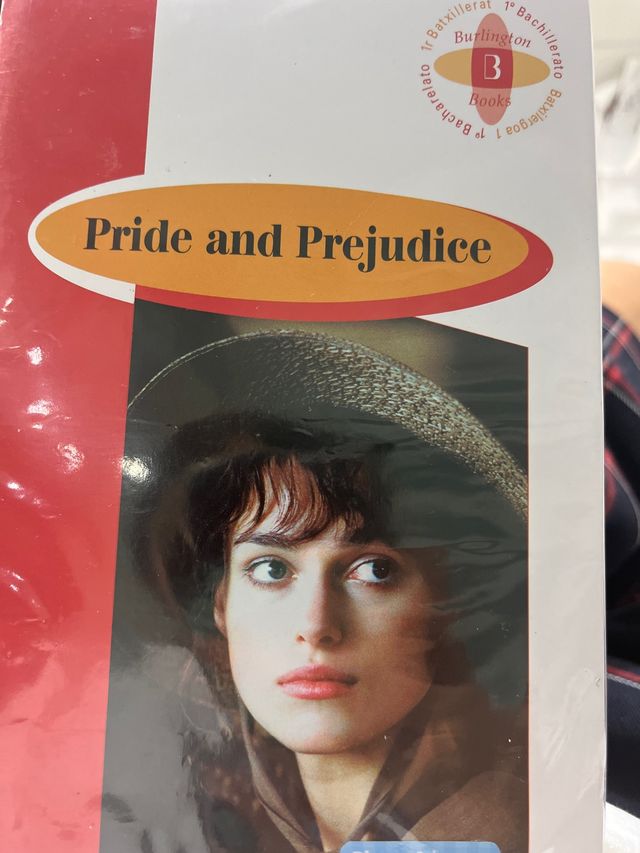 1r Batxillerat 1º Bachillerato Batxilergoa 1 1º Bacharelato
Burlington
B
Books
Pride and Prejudice